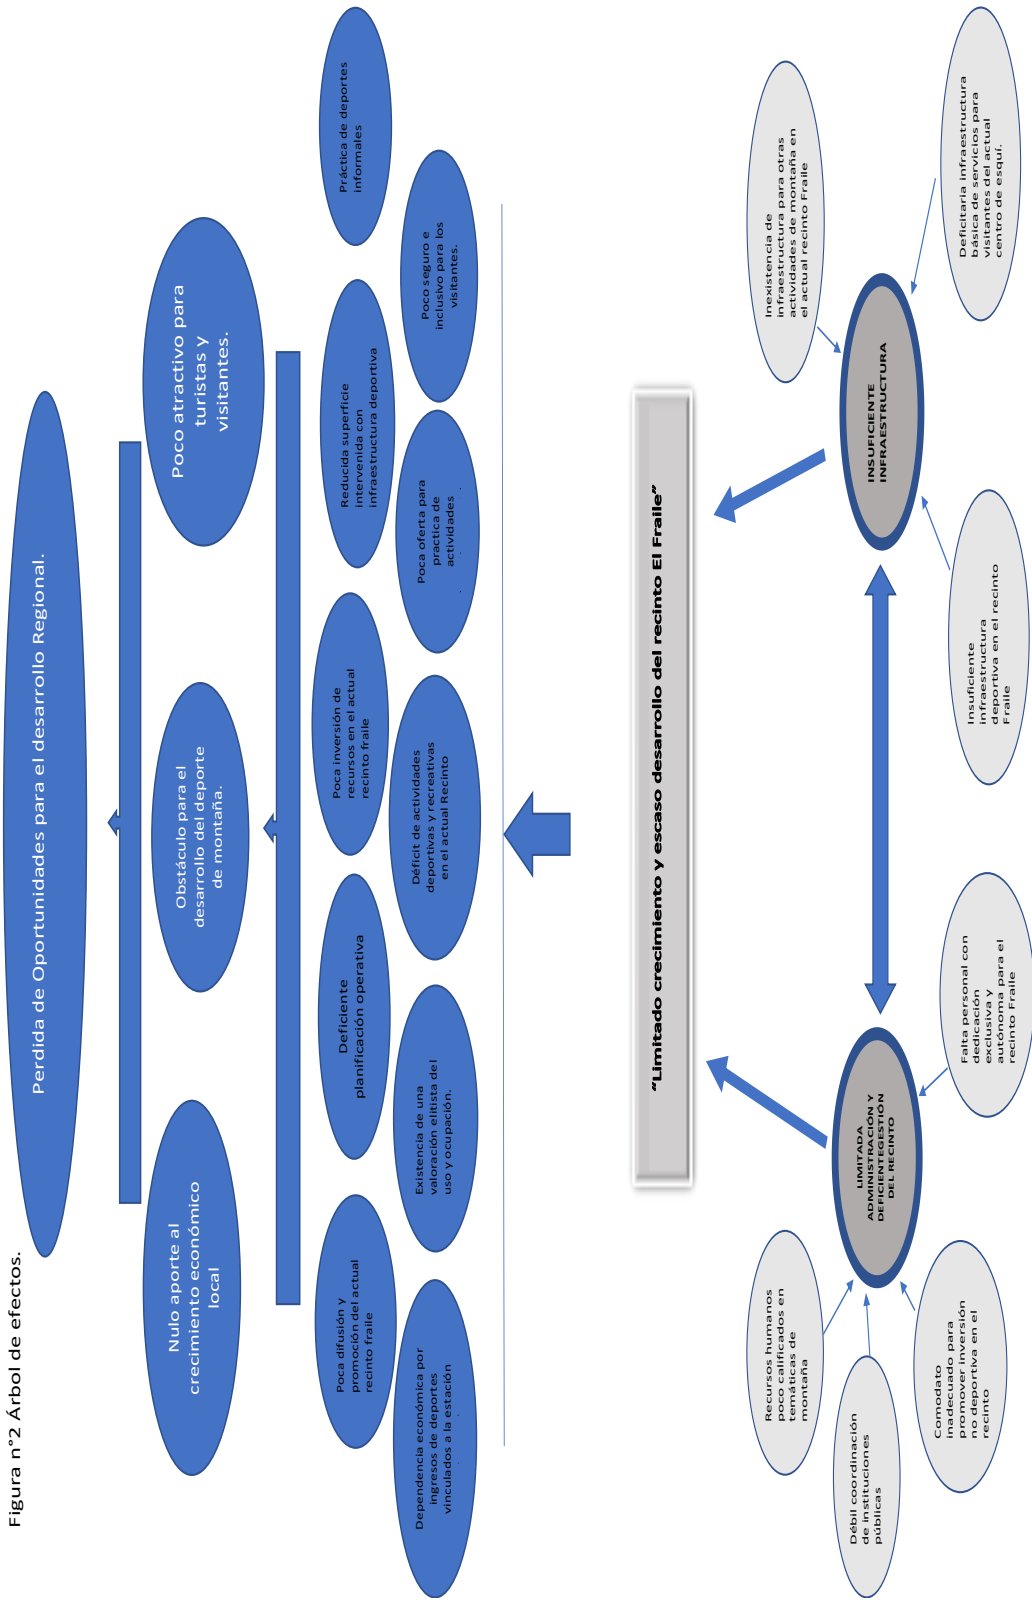 Figura n°2 Árbol de efectos.
Perdida de Oportunidades para el desarrollo Regional.
Nulo aporte al
crecimiento económico
local
Obstáculo para el
desarrollo del deporte
de montaña.
Poco atractivo para
turistas y
visitantes.
Poca difusión y
promoción del actual
recinto fraile
Deficiente
planificación operativa
Poca inversión de
recursos en el actual
recinto fraile
Reducida superficie
intervenida con
infraestructura deportiva
Práctica de deportes
informales
Dependencia económica por
ingresos de deportes
vinculados a la estación
Existencia de una
valoración elitista del
uso y ocupación.
Déficit de actividades
deportivas y recreativas
en el actual Recinto
Poca oferta para
practica de
actividades
Poco seguro e
inclusivo para los
visitantes.
“Limitado crecimiento y escaso desarrollo del recinto El Fraile”
Recursos humanos
poco calificados en
temáticas de
montaña
Inexistencia de
infraestructura para otras
actividades de montaña en
el actual recinto Fraile
LIMITADA
ADMINISTRACIÓN Y
DEFICIENTEGESTIÓN
DEL RECINTO
INSUFICIENTE
INFRAESTRUCTURA
Débil coordinación
de instituciones
públicas
Comodato
inadecuado para
promover inversión
no deportiva en el
recinto
Falta personal con
dedicación
exclusiva y
autónoma para el
recinto Fraile
Insuficiente
infraestructura
deportiva en el recinto
Fraile
Deficitaria infraestructura
básica de servicios para
visitantes del actual
centro de esquí.